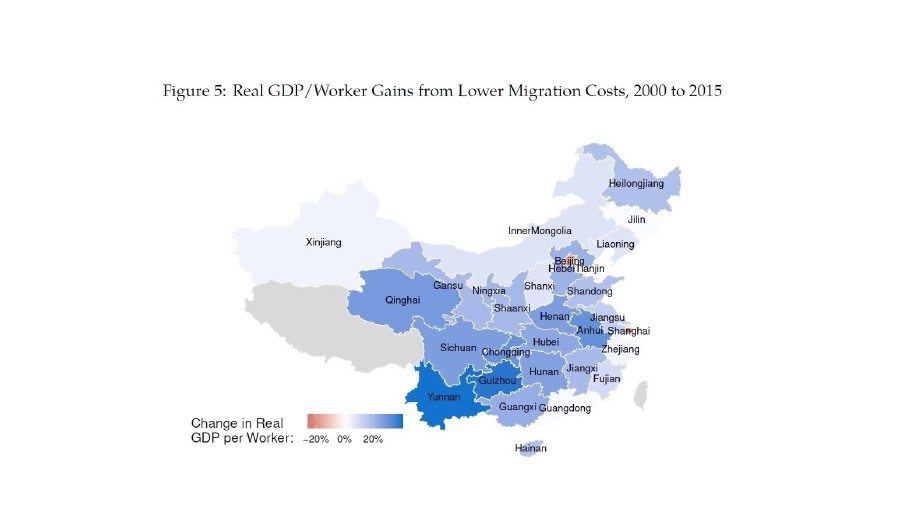 Figure 5: Real GDP/Worker Gains from Lower Migration Costs, 2000 to 2015
Heilongjiang
Jilin
InnerMongolia
Xinjiang
Liaoning
Beijing
HebeiTianjin
Gansu
Ningxia
Shanxi
Shandong
Qinghai
Shaanxi
Henan
Jiangsu
Anhui
Shanghai
Hubei
Sichuan
Chongqing
Zhejiang
Hunan
Jiangxi
Guizhou
Fujian
Yunnan
Guangxi
Guangdong
Change in Real
GDP per Worker:
−20% 0% 20%
Hainan